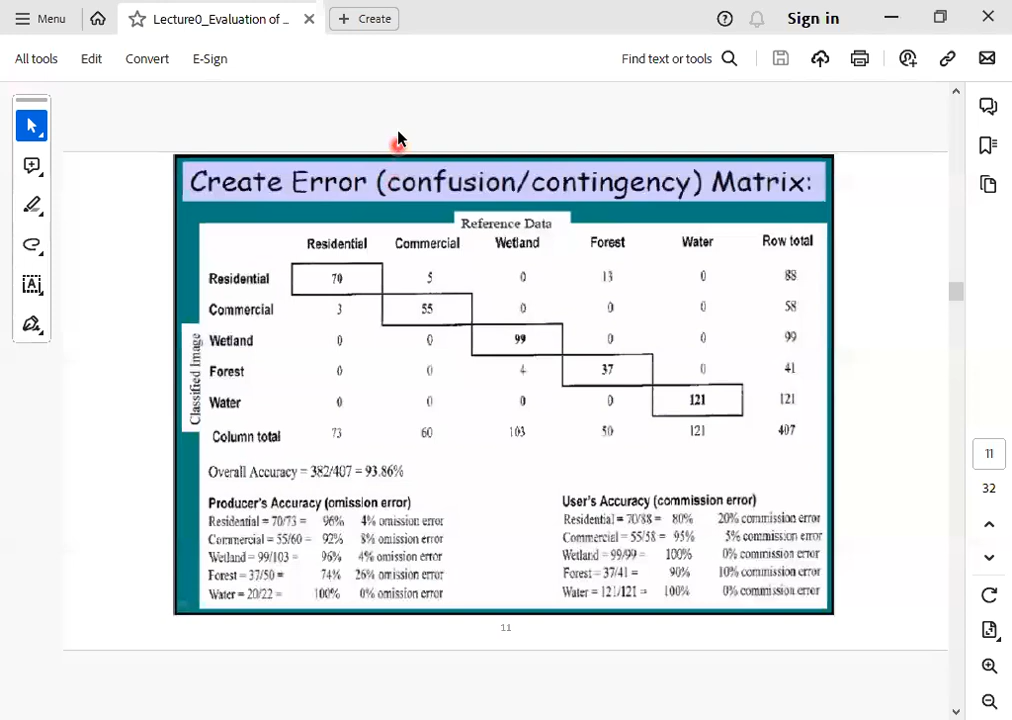 Menu
Lecture0_Evaluation of ...
Create
Sign in
All tools
Edit
Convert
E-Sign
Find text or tools
Create Error (confusion/contingency) Matrix:
Reference Data
Residential Commercial Wetland Forest Water Row total
Residential 70 5 0 13 0 88
Commercial 3 55 0 0 0 58
Wetland 0 0 99 0 0 99
Forest 0 0 4 37 0 41
Water 0 0 0 0 121 121
Column total 73 60 103 50 121 407
Classified Image
Overall Accuracy = 382/407 = 93.86%
Producer's Accuracy (omission error)
Residential = 70/73 = 96% 4% omission error
Commercial = 55/60 = 92% 8% omission error
Wetland = 99/103 = 96% 4% omission error
Forest = 37/50 = 74% 26% omission error
Water = 20/22 = 100% 0% omission error
User's Accuracy (commission error)
Residential = 70/88 = 80% 20% commission error
Commercial = 55/58 = 95% 5% commission error
Wetland = 99/99 = 100% 0% commission error
Forest = 37/41 = 90% 10% commission error
Water = 121/121 = 100% 0% commission error
11
11
32